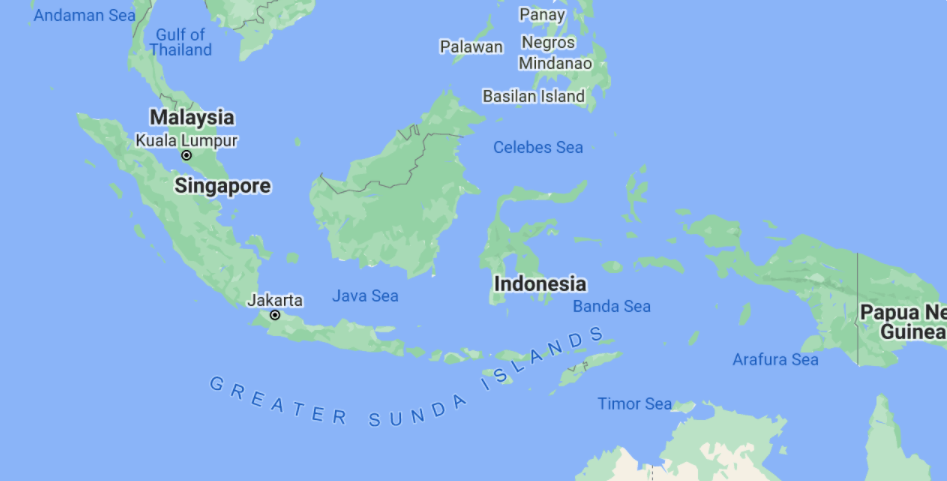 Andaman Sea
Gulf of
Thailand
Panay
Palawan
Negros
Mindanao
Basilan Island
Malaysia
Kuala Lumpur
Celebes Sea
Singapore
Indonesia
Jakarta
Java Sea
Banda Sea
Papua Ne
Guinea
GREATER SUNDA ISLANDS
Arafura Sea
Timor Sea